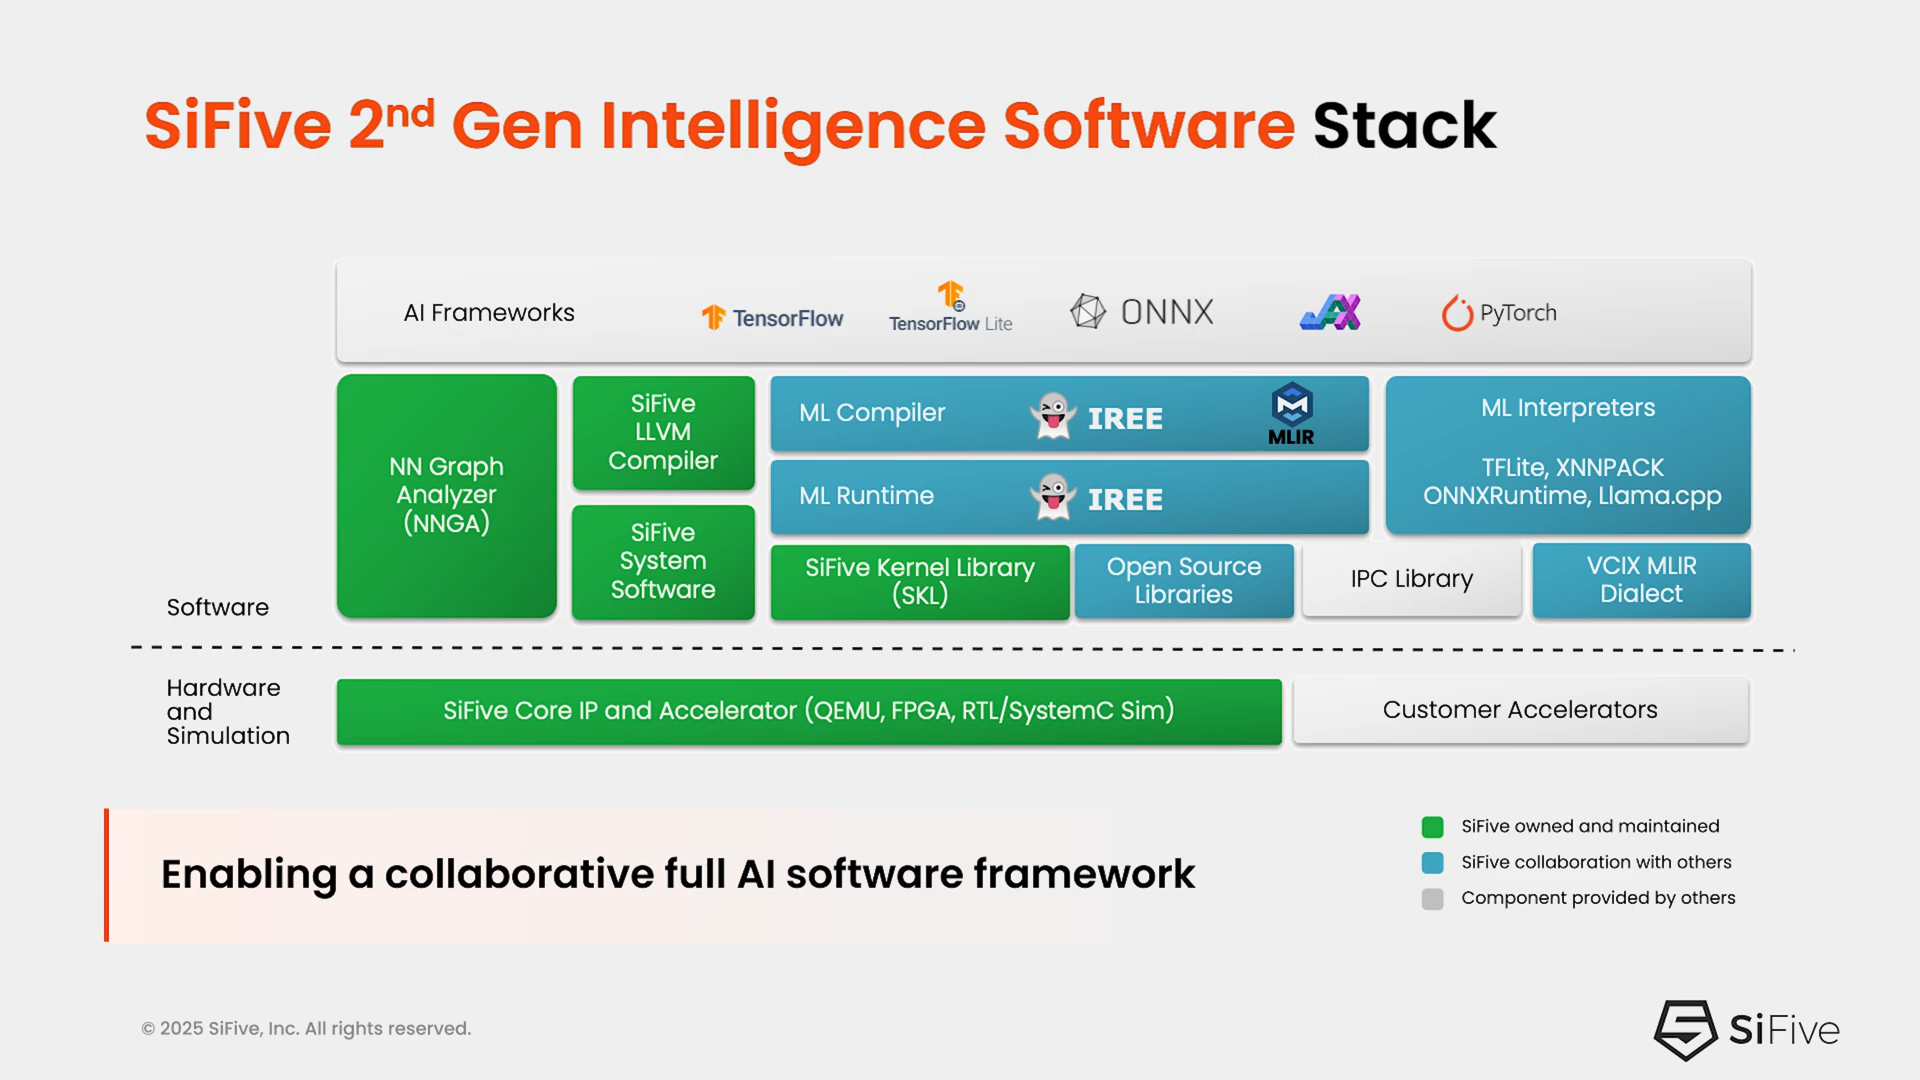 SiFive 2nd Gen Intelligence Software Stack
AI Frameworks
TensorFlow
TensorFlow Lite
ONNX
JAX
PyTorch
NN Graph
Analyzer
(NNGA)
SiFive
LLVM
Compiler
SiFive
System
Software
ML Compiler
IREE
MLIR
ML Runtime
IREE
ML Interpreters
TFLite, XNNPACK
ONNXRuntime, Llama.cpp
SiFive Kernel Library
(SKL)
Open Source
Libraries
IPC Library
VCIX MLIR
Dialect
Software
Hardware
and
Simulation
SiFive Core IP and Accelerator (QEMU, FPGA, RTL/SystemC Sim)
Customer Accelerators
Enabling a collaborative full AI software framework
SiFive owned and maintained
SiFive collaboration with others
Component provided by others
© 2025 SiFive, Inc. All rights reserved.
SiFive